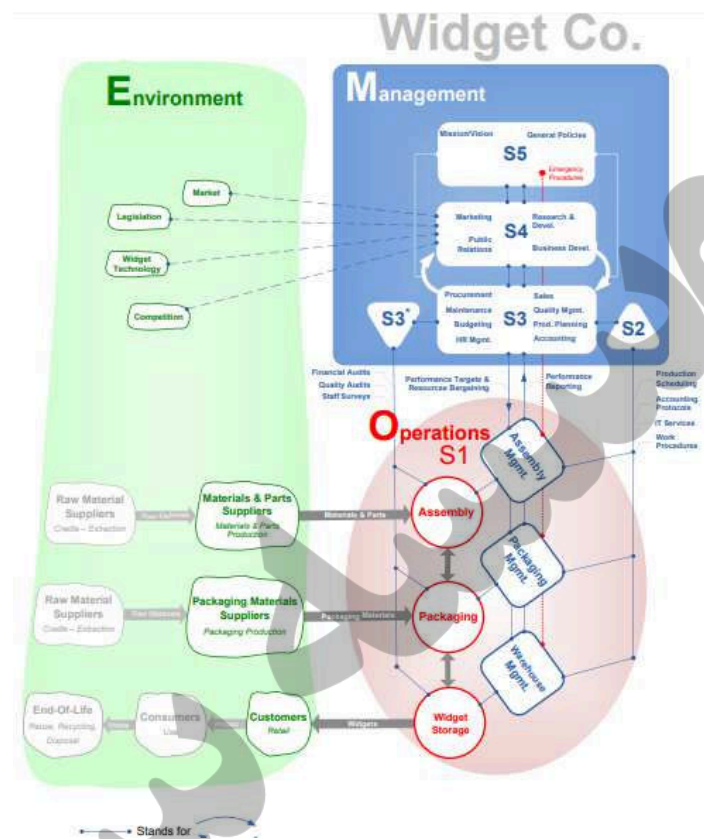 Widget Co.
Environment
Management
Mission/Vision
General Policies
S5
Emergency
Procedures
Market
Legislation
Widget
Technology
Competition
Marketing
Research &
Devel.
S4
Public
Relations
Business Devel.
Procurement
Sales
Maintenance
Quality Mgmt.
S3
Budgeting
Prod. Planning
HR Mgmt.
Accounting
S3*
S2
Financial Audits
Quality Audits
Staff Surveys
Performance Targets &
Resources Bargaining
Performance
Reporting
Production
Scheduling
Accounting
Protocols
IT Services
Work
Procedures
Operations
S1
Assembly
Mgmt.
Raw Material
Suppliers
Cradle – Extraction
Materials & Parts
Suppliers
Materials & Parts
Production
Materials & Parts
Assembly
Packaging
Mgmt.
Raw Material
Suppliers
Cradle – Extraction
Packaging Materials
Suppliers
Packaging Production
Packaging Materials
Packaging
Warehouse
Mgmt.
End-Of-Life
Reuse, Recycling,
Disposal
Consumers
Use
Customers
Retail
Widgets
Widget
Storage
Stands for